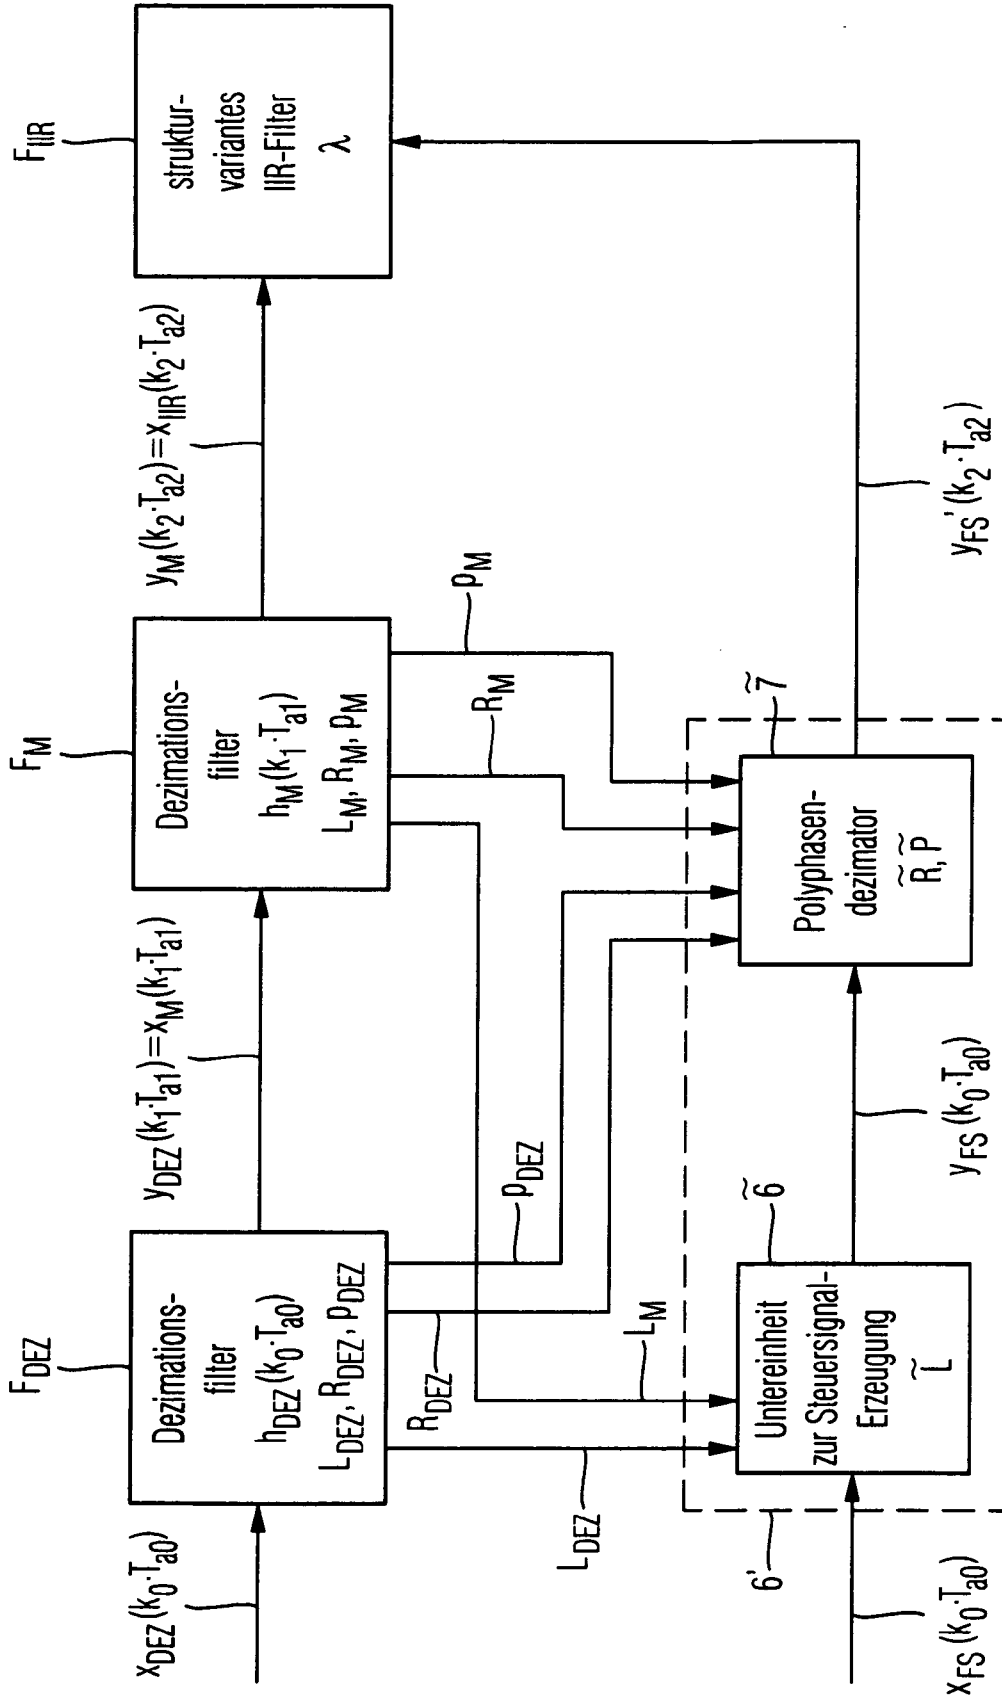 F_DEZ
F_M
F_IIR
x_DEZ(k_0·T_a0)
Dezimations-
filter
h_DEZ(k_0·T_a0)
L_DEZ, R_DEZ, p_DEZ
y_DEZ(k_1·T_a1)=x_M(k_1·T_a1)
Dezimations-
filter
h_M(k_1·T_a1)
L_M, R_M, p_M
y_M(k_2·T_a2)=x_IIR(k_2·T_a2)
struktur-
variantes
IIR-Filter
λ
L_DEZ
R_DEZ
L_M
p_DEZ
R_M
p_M
6'
6̃
7̃
x_FS(k_0·T_a0)
Untereinheit
zur Steuersignal-
Erzeugung
L̃
y_FS(k_0·T_a0)
Polyphasen-
dezimator
R̃, P̃
y_FS'(k_2·T_a2)